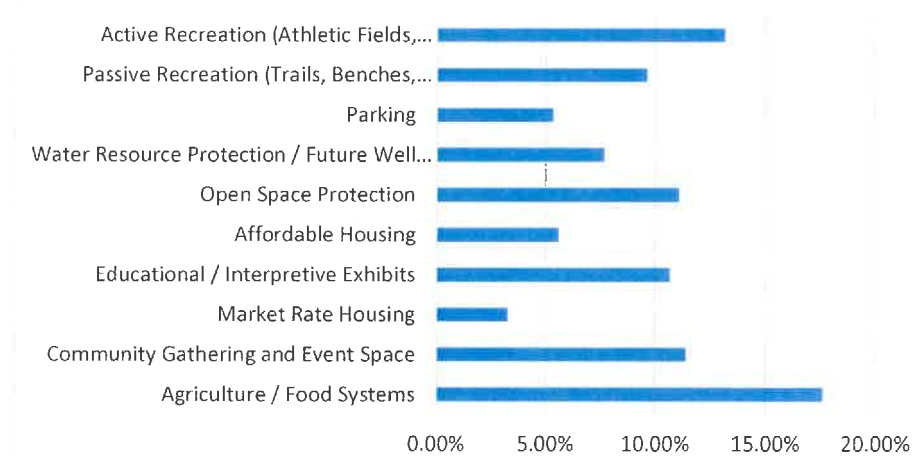 Active Recreation (Athletic Fields,...
Passive Recreation (Trails, Benches,...
Parking
Water Resource Protection / Future Well...
Open Space Protection
Affordable Housing
Educational / Interpretive Exhibits
Market Rate Housing
Community Gathering and Event Space
Agriculture / Food Systems
0.00% 5.00% 10.00% 15.00% 20.00%